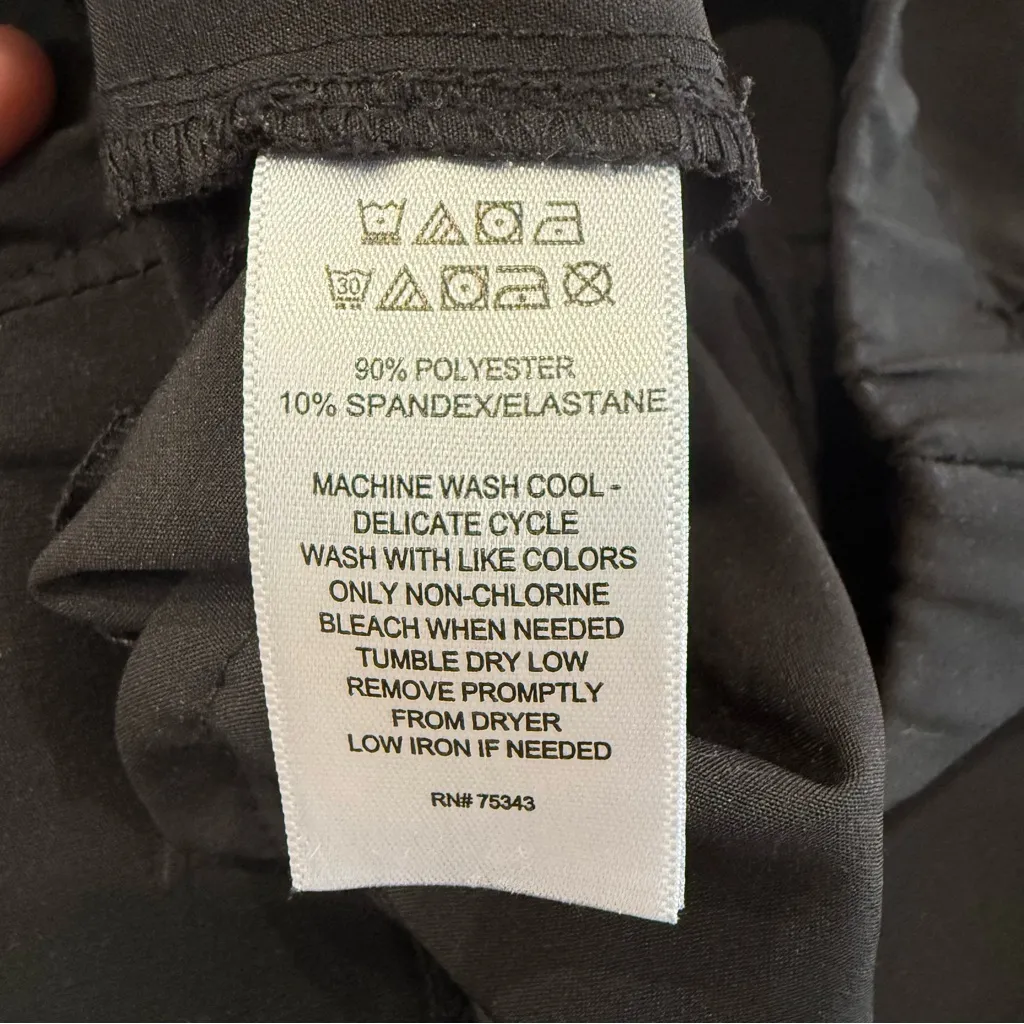 30
90% POLYESTER
10% SPANDEX/ELASTANE
MACHINE WASH COOL -
DELICATE CYCLE
WASH WITH LIKE COLORS
ONLY NON-CHLORINE
BLEACH WHEN NEEDED
TUMBLE DRY LOW
REMOVE PROMPTLY
FROM DRYER
LOW IRON IF NEEDED
RN# 75343